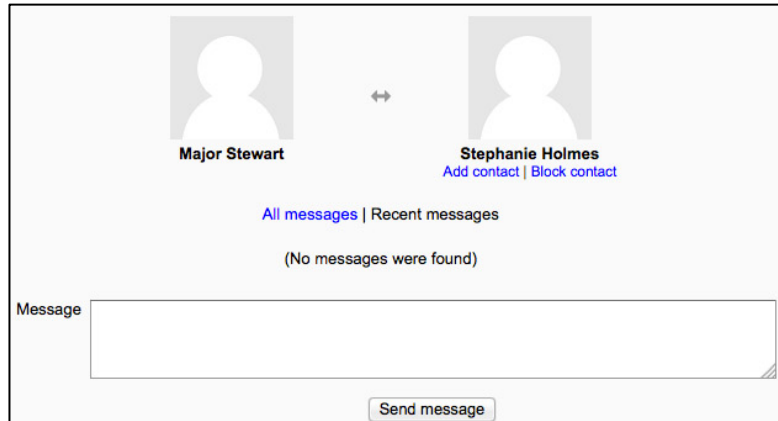 Major Stewart Stephanie Holmes
Add contact | Block contact
All messages | Recent messages
(No messages were found)
Message
Send message